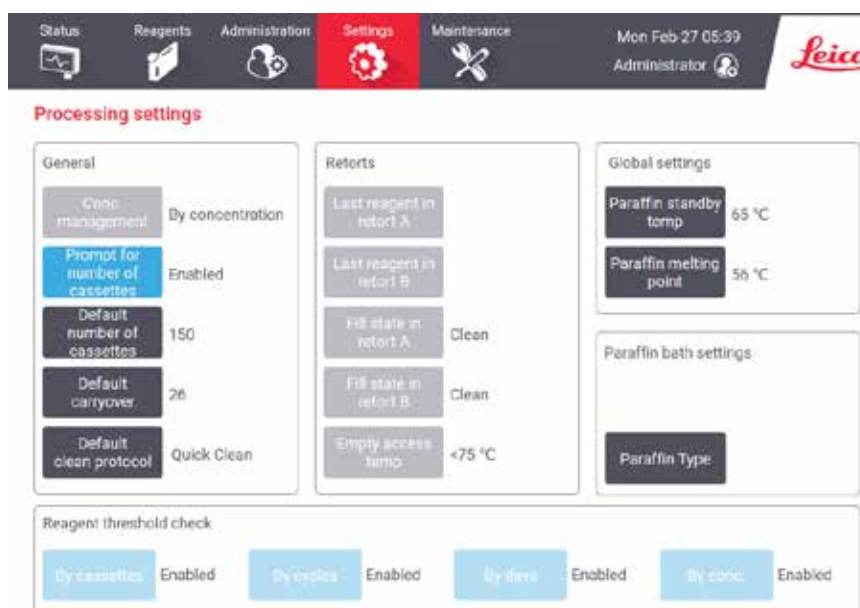 Status
Reagents
Administration
Settings
Maintenance
Mon Feb 27 05:39
Administrator
Leica
Processing settings
General
Conc
management
By concentration
Prompt for
number of
cassettes
Enabled
Default
number of
cassettes
150
Default
carryover
26
Default
clean protocol
Quick Clean
Retorts
Last reagent in
retort A
Last reagent in
retort B
Fill state in
retort A
Clean
Fill state in
retort B
Clean
Empty access
temp
<75 °C
Global settings
Paraffin standby
temp
65 °C
Paraffin melting
point
56 °C
Paraffin bath settings
Paraffin Type
Reagent threshold check
By cassettes
Enabled
By cycles
Enabled
By days
Enabled
By conc.
Enabled